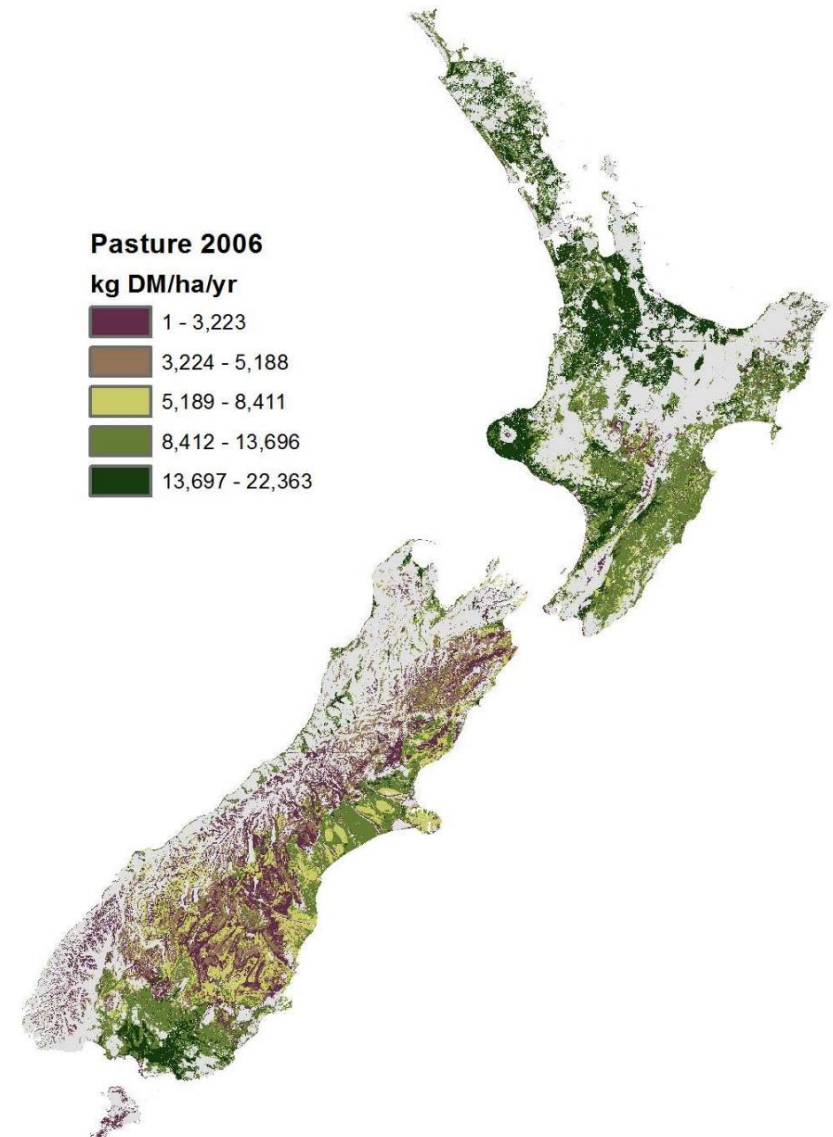 Pasture 2006
kg DM/ha/yr
1 - 3,223
3,224 - 5,188
5,189 - 8,411
8,412 - 13,696
13,697 - 22,363